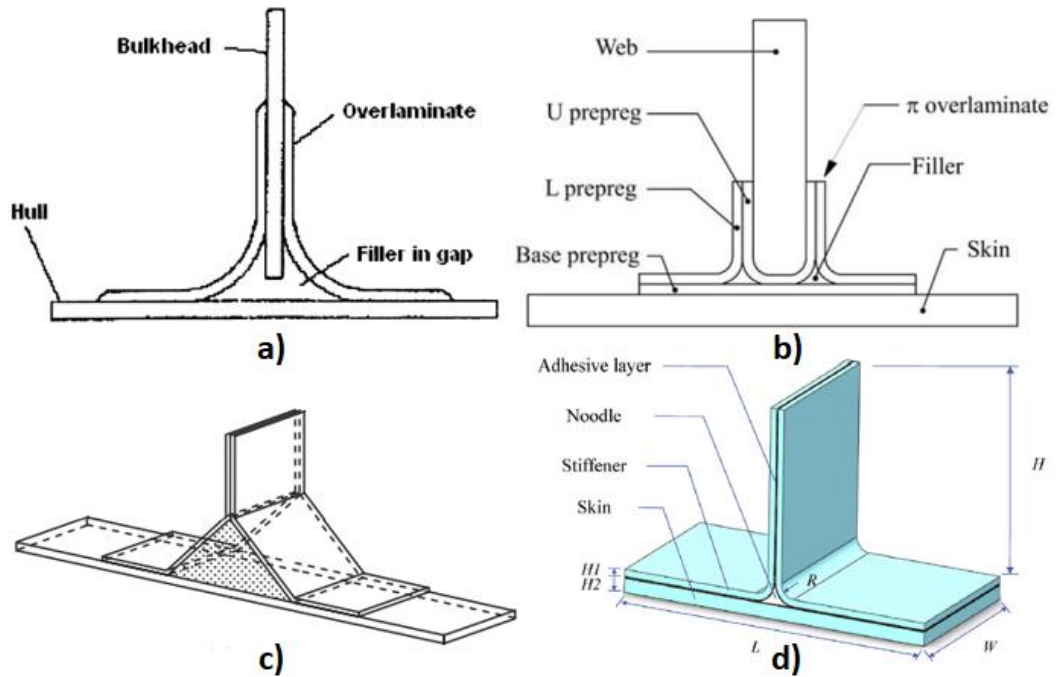 Bulkhead
Overlaminate
Hull
Filler in gap
a)
Web
U prepreg
π overlaminate
Filler
L prepreg
Base prepreg
Skin
b)
c)
Adhesive layer
Noodle
Stiffener
Skin
H
H1
H2
R
L
W
d)